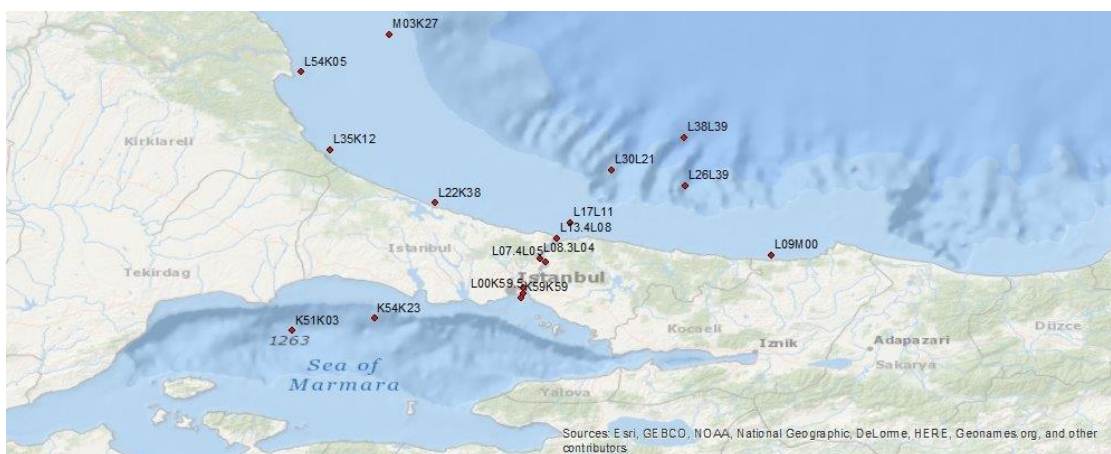 M03K27
L54K05
L38L39
L35K12
Kirklareli
L30L21
L26L39
L22K38
L17L11
L13.4L08
Istanbul
L07.4L05
L08.3L04
L09M00
Tekirdag
Istanbul
L00K59.5
K59K59
K54K23
K51K03
1263
Kocaeli
Düzce
Iznik
Adapazari
Sakarya
Sea of
Marmara
Yalova
Sources: Esri, GEBCO, NOAA, National Geographic, DeLorme, HERE, Geonames.org, and other
contributors